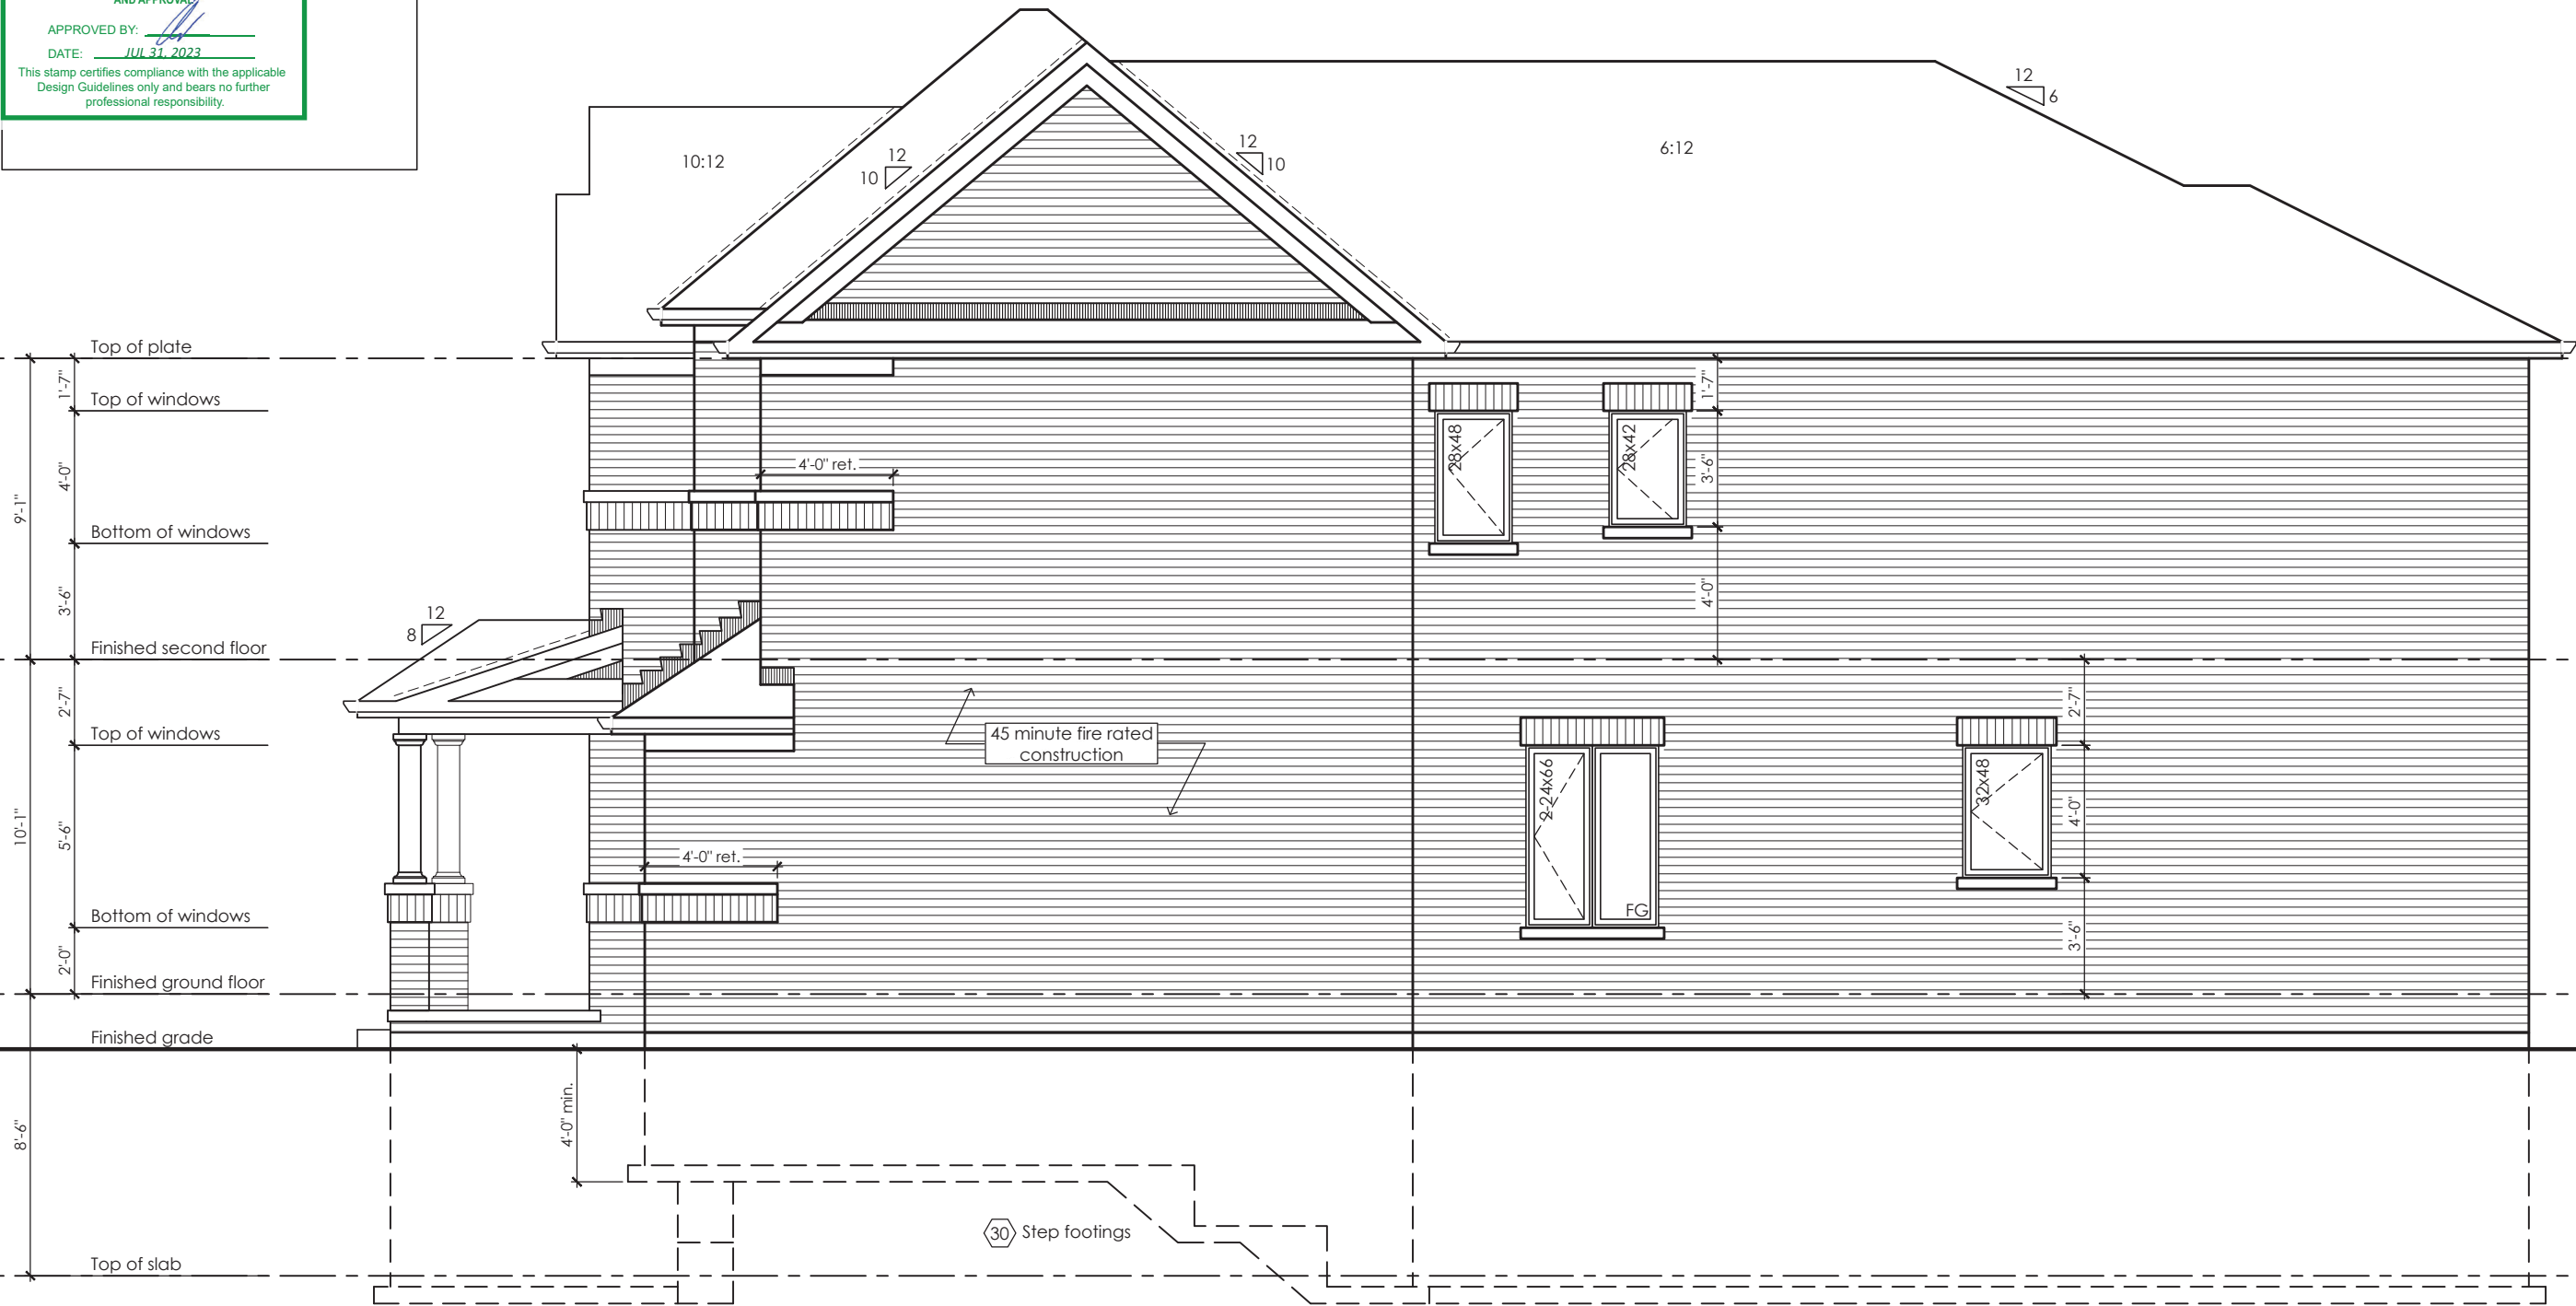 AND APPROVAL.
APPROVED BY:
DATE: JUL 31, 2023
This stamp certifies compliance with the applicable
Design Guidelines only and bears no further
professional responsibility.
12
6
10:12
12
10
12
10
6:12
Top of plate
1'-7"
Top of windows
4'-0"
9'-1"
Bottom of windows
3'-6"
Finished second floor
2'-7"
Top of windows
10'-1"
5'-6"
Bottom of windows
2'-0"
Finished ground floor
Finished grade
8'-6"
Top of slab
12
8
4'-0" ret.
28x48
28x42
1'-7"
3'-6"
4'-0"
45 minute fire rated
construction
4'-0" ret.
2-24x66
FG
32x48
2'-7"
4'-0"
3'-6"
4'-0" min.
30 Step footings